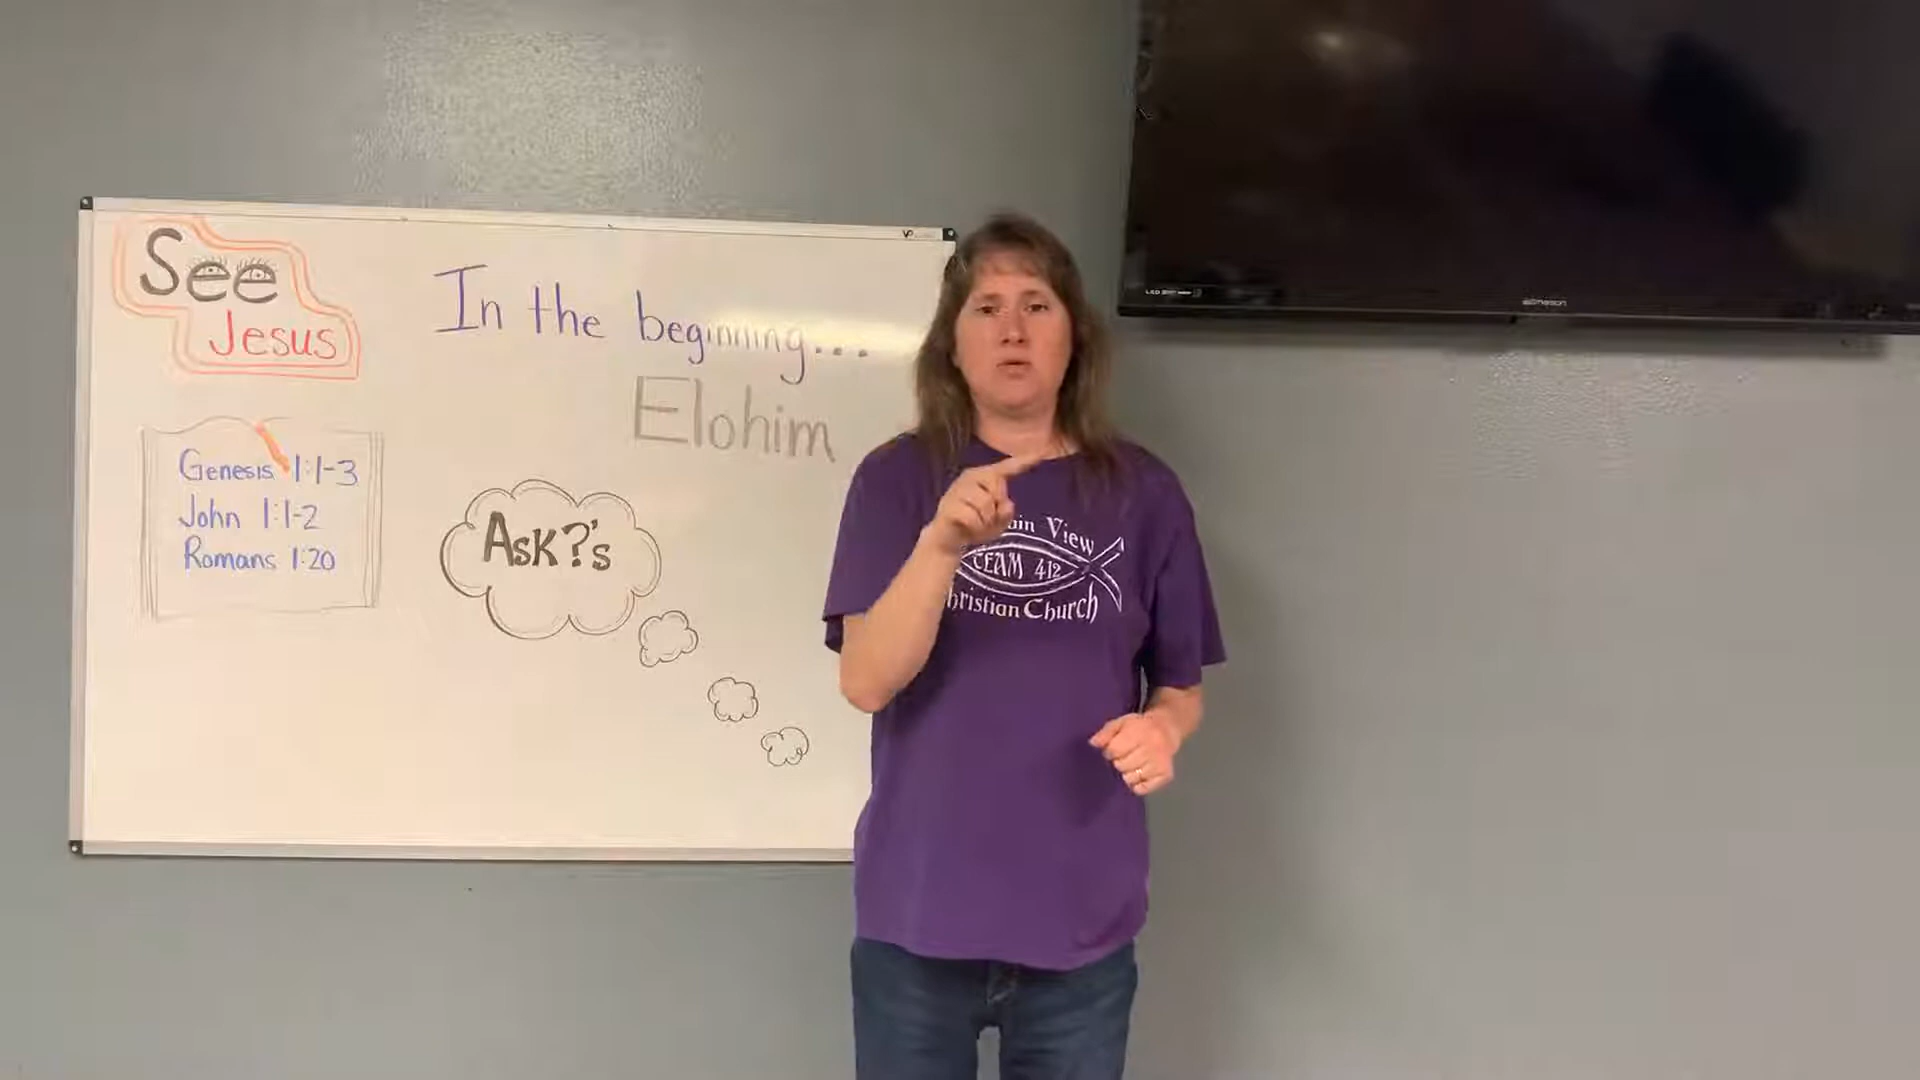 See
Jesus
In the beginning...
Elohim
Genesis 1:1-3
John 1:1-2
Romans 1:20
Ask?'s
View
TEAM 412
Church